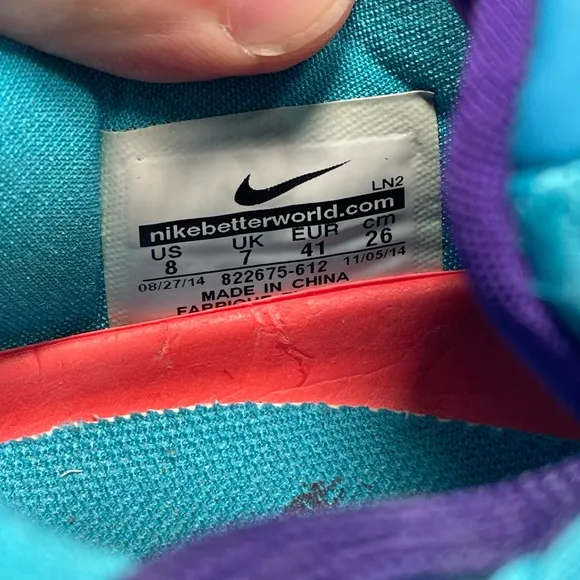 LN2
nikebetterworld.com
US UK EUR cm
8 7 41 26
08/27/14 822675-612 11/05/14
MADE IN CHINA